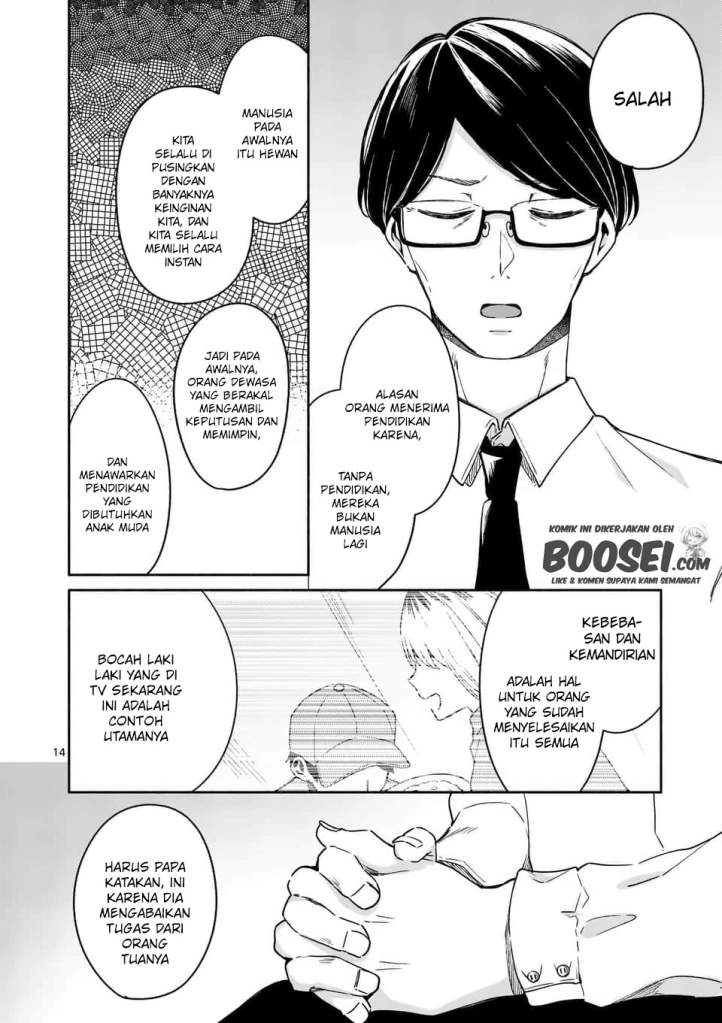 SALAH
ALASAN
ORANG MENERIMA
PENDIDIKAN
KARENA,
TANPA
PENDIDIKAN,
MEREKA
BUKAN
MANUSIA
LAGI
MANUSIA
PADA
AWALNYA
ITU HEWAN
KITA
SELALU DI
PUSINGKAN
DENGAN
BANYAKNYA
KEINGINAN
KITA, DAN
KITA SELALU
MEMILIH CARA
INSTAN
JADI PADA
AWALNYA,
ORANG DEWASA
YANG BERAKAL
MENGAMBIL
KEPUTUSAN DAN
MEMIMPIN,
DAN
MENAWARKAN
PENDIDIKAN
YANG
DIBUTUHKAN
ANAK MUDA
KOMIK INI DIKERJAKAN OLEH
BOOSEI.COM
LIKE & KOMEN SUPAYA KAMI SEMANGAT
KEBEBA-
SAN DAN
KEMANDIRIAN
ADALAH HAL
UNTUK ORANG
YANG SUDAH
MENYELESAIKAN
ITU SEMUA
BOCAH LAKI
LAKI YANG DI
TV SEKARANG
INI ADALAH
CONTOH
UTAMANYA
14
HARUS PAPA
KATAKAN, INI
KARENA DIA
MENGABAIKAN
TUGAS DARI
ORANG
TUANYA